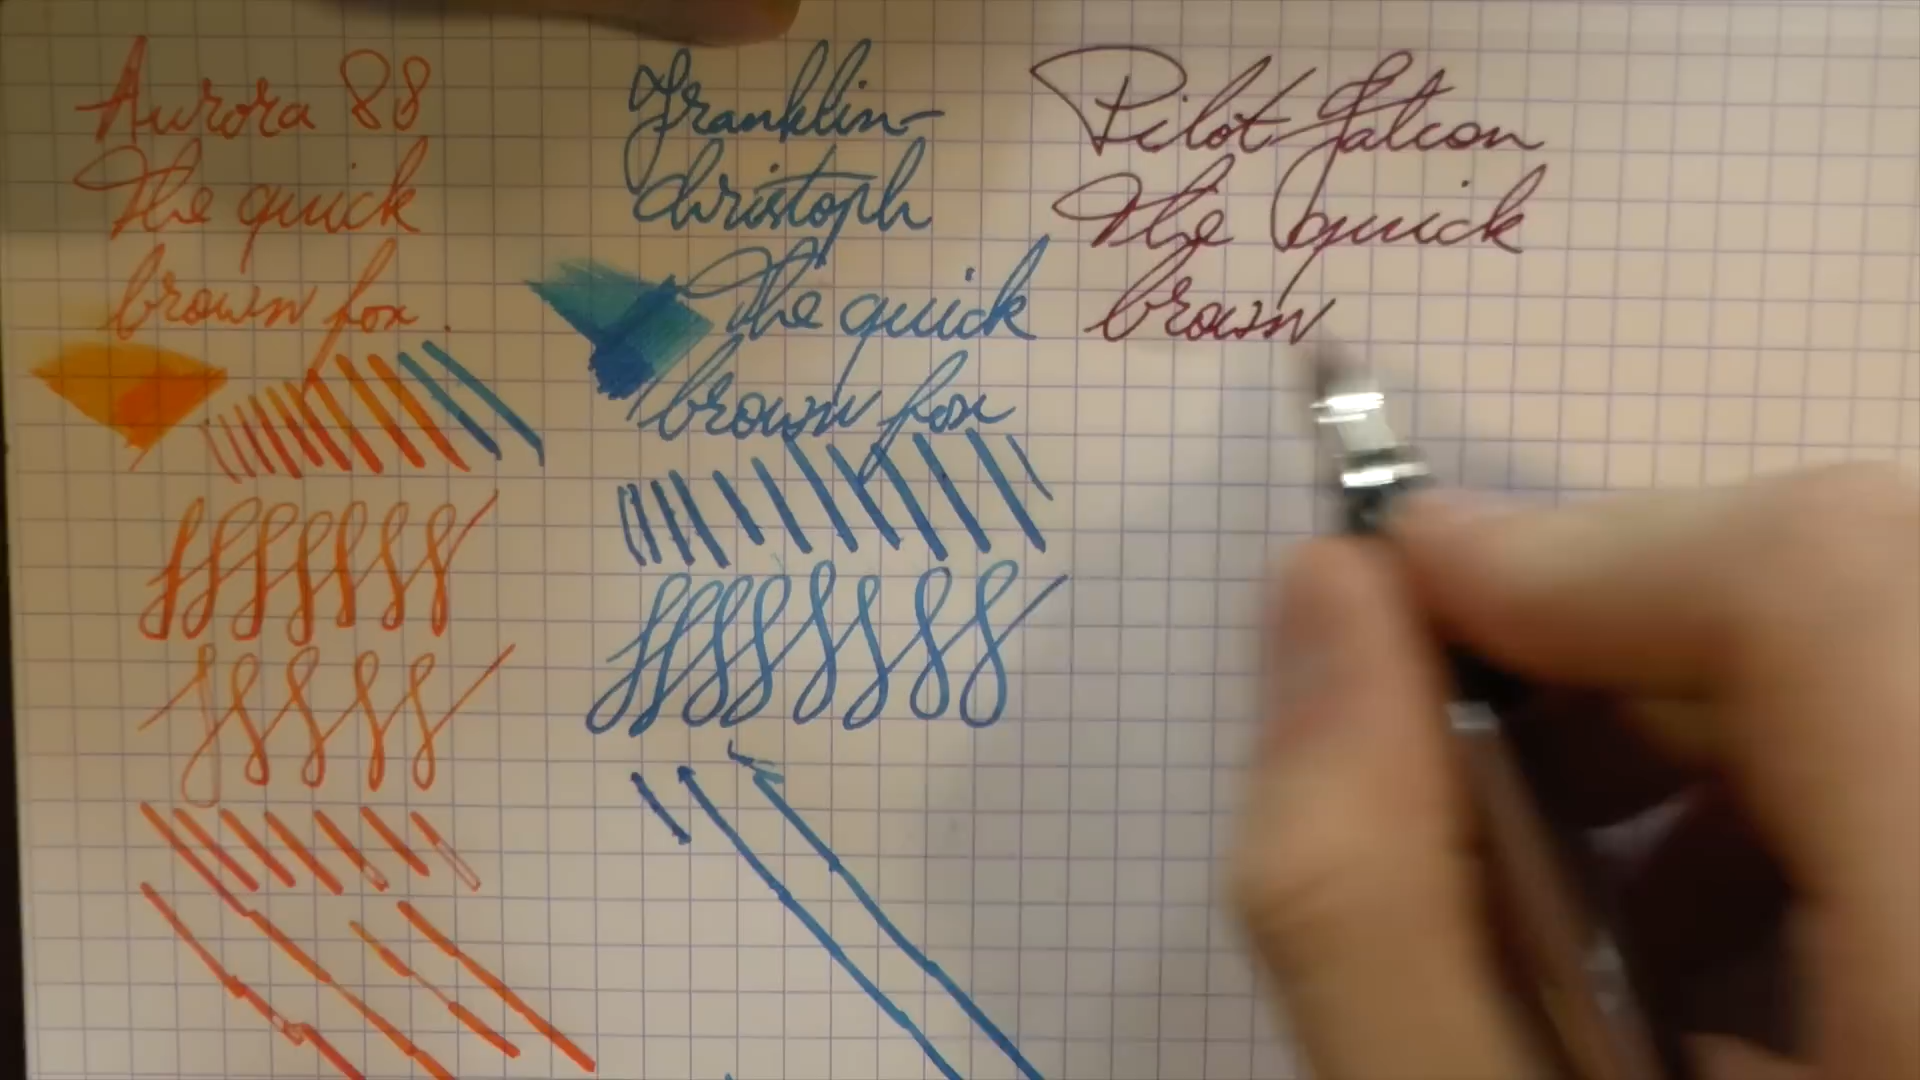 Aurora 88
The quick
brown fox.
Franklin-
Christoph
The quick
brown fox
Pilot Falcon
The quick
brown